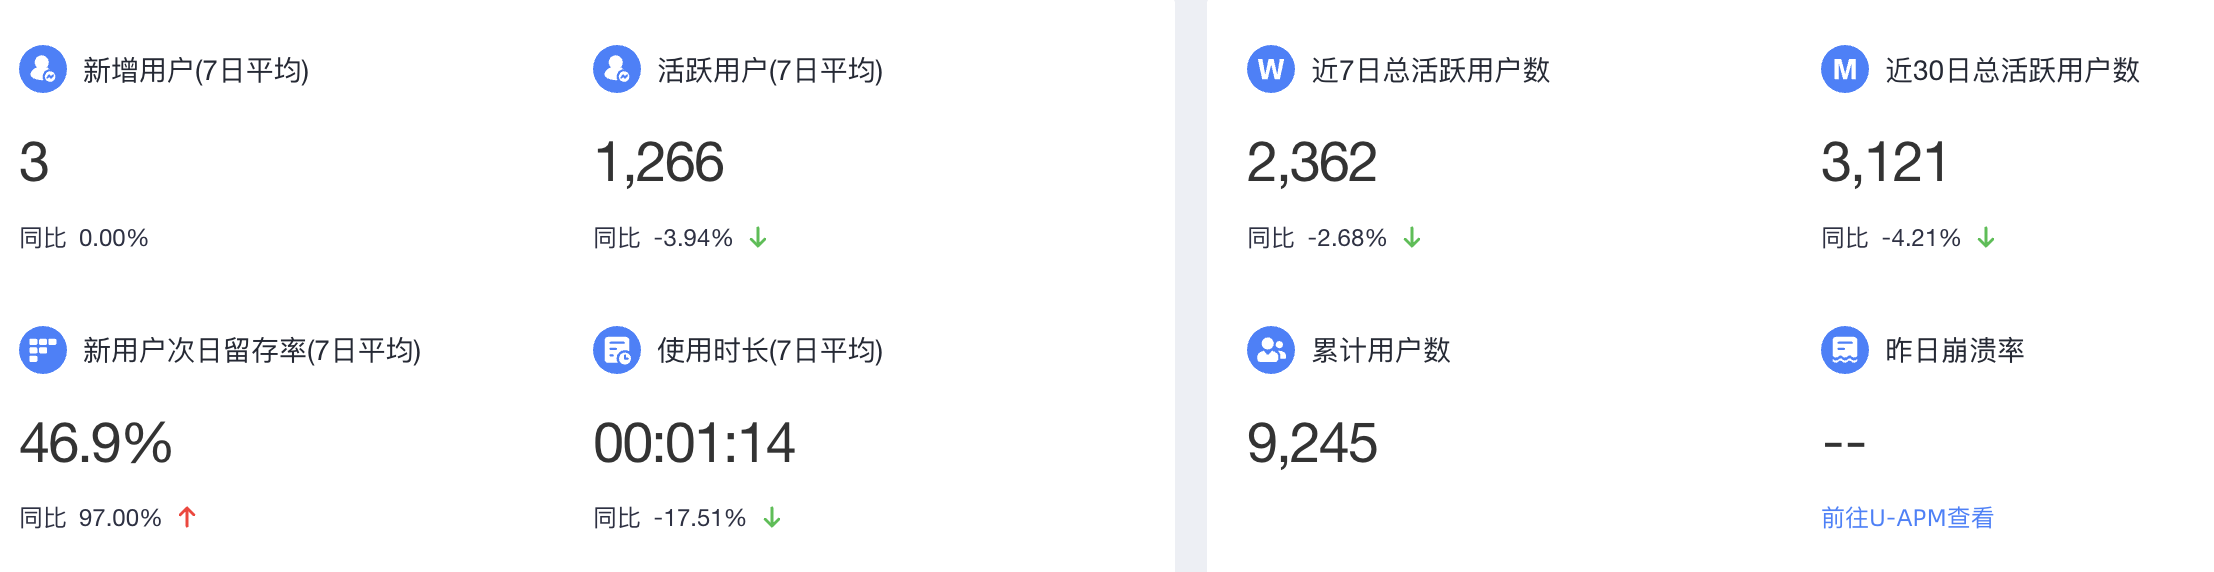 新增用户(7日平均)
3
同比 0.00%
活跃用户(7日平均)
1,266
同比 -3.94% ↓
新用户次日留存率(7日平均)
46.9%
同比 97.00% ↑
使用时长(7日平均)
00:01:14
同比 -17.51% ↓
W 近7日总活跃用户数
2,362
同比 -2.68% ↓
M 近30日总活跃用户数
3,121
同比 -4.21% ↓
累计用户数
9,245
昨日崩溃率
--
前往U-APM查看